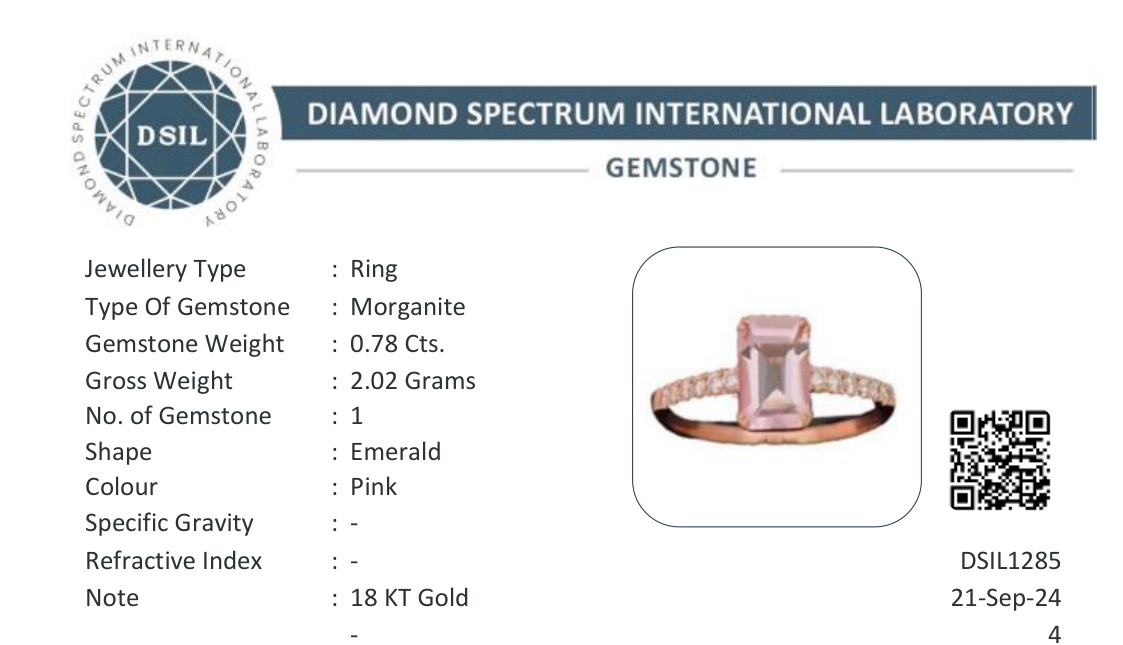 DIAMOND SPECTRUM INTERNATIONAL LABORATORY
DSIL
DIAMOND SPECTRUM INTERNATIONAL LABORATORY
GEMSTONE
Jewellery Type : Ring
Type Of Gemstone : Morganite
Gemstone Weight : 0.78 Cts.
Gross Weight : 2.02 Grams
No. of Gemstone : 1
Shape : Emerald
Colour : Pink
Specific Gravity : -
Refractive Index : -
DSIL1285
Note : 18 KT Gold
21-Sep-24
-
4